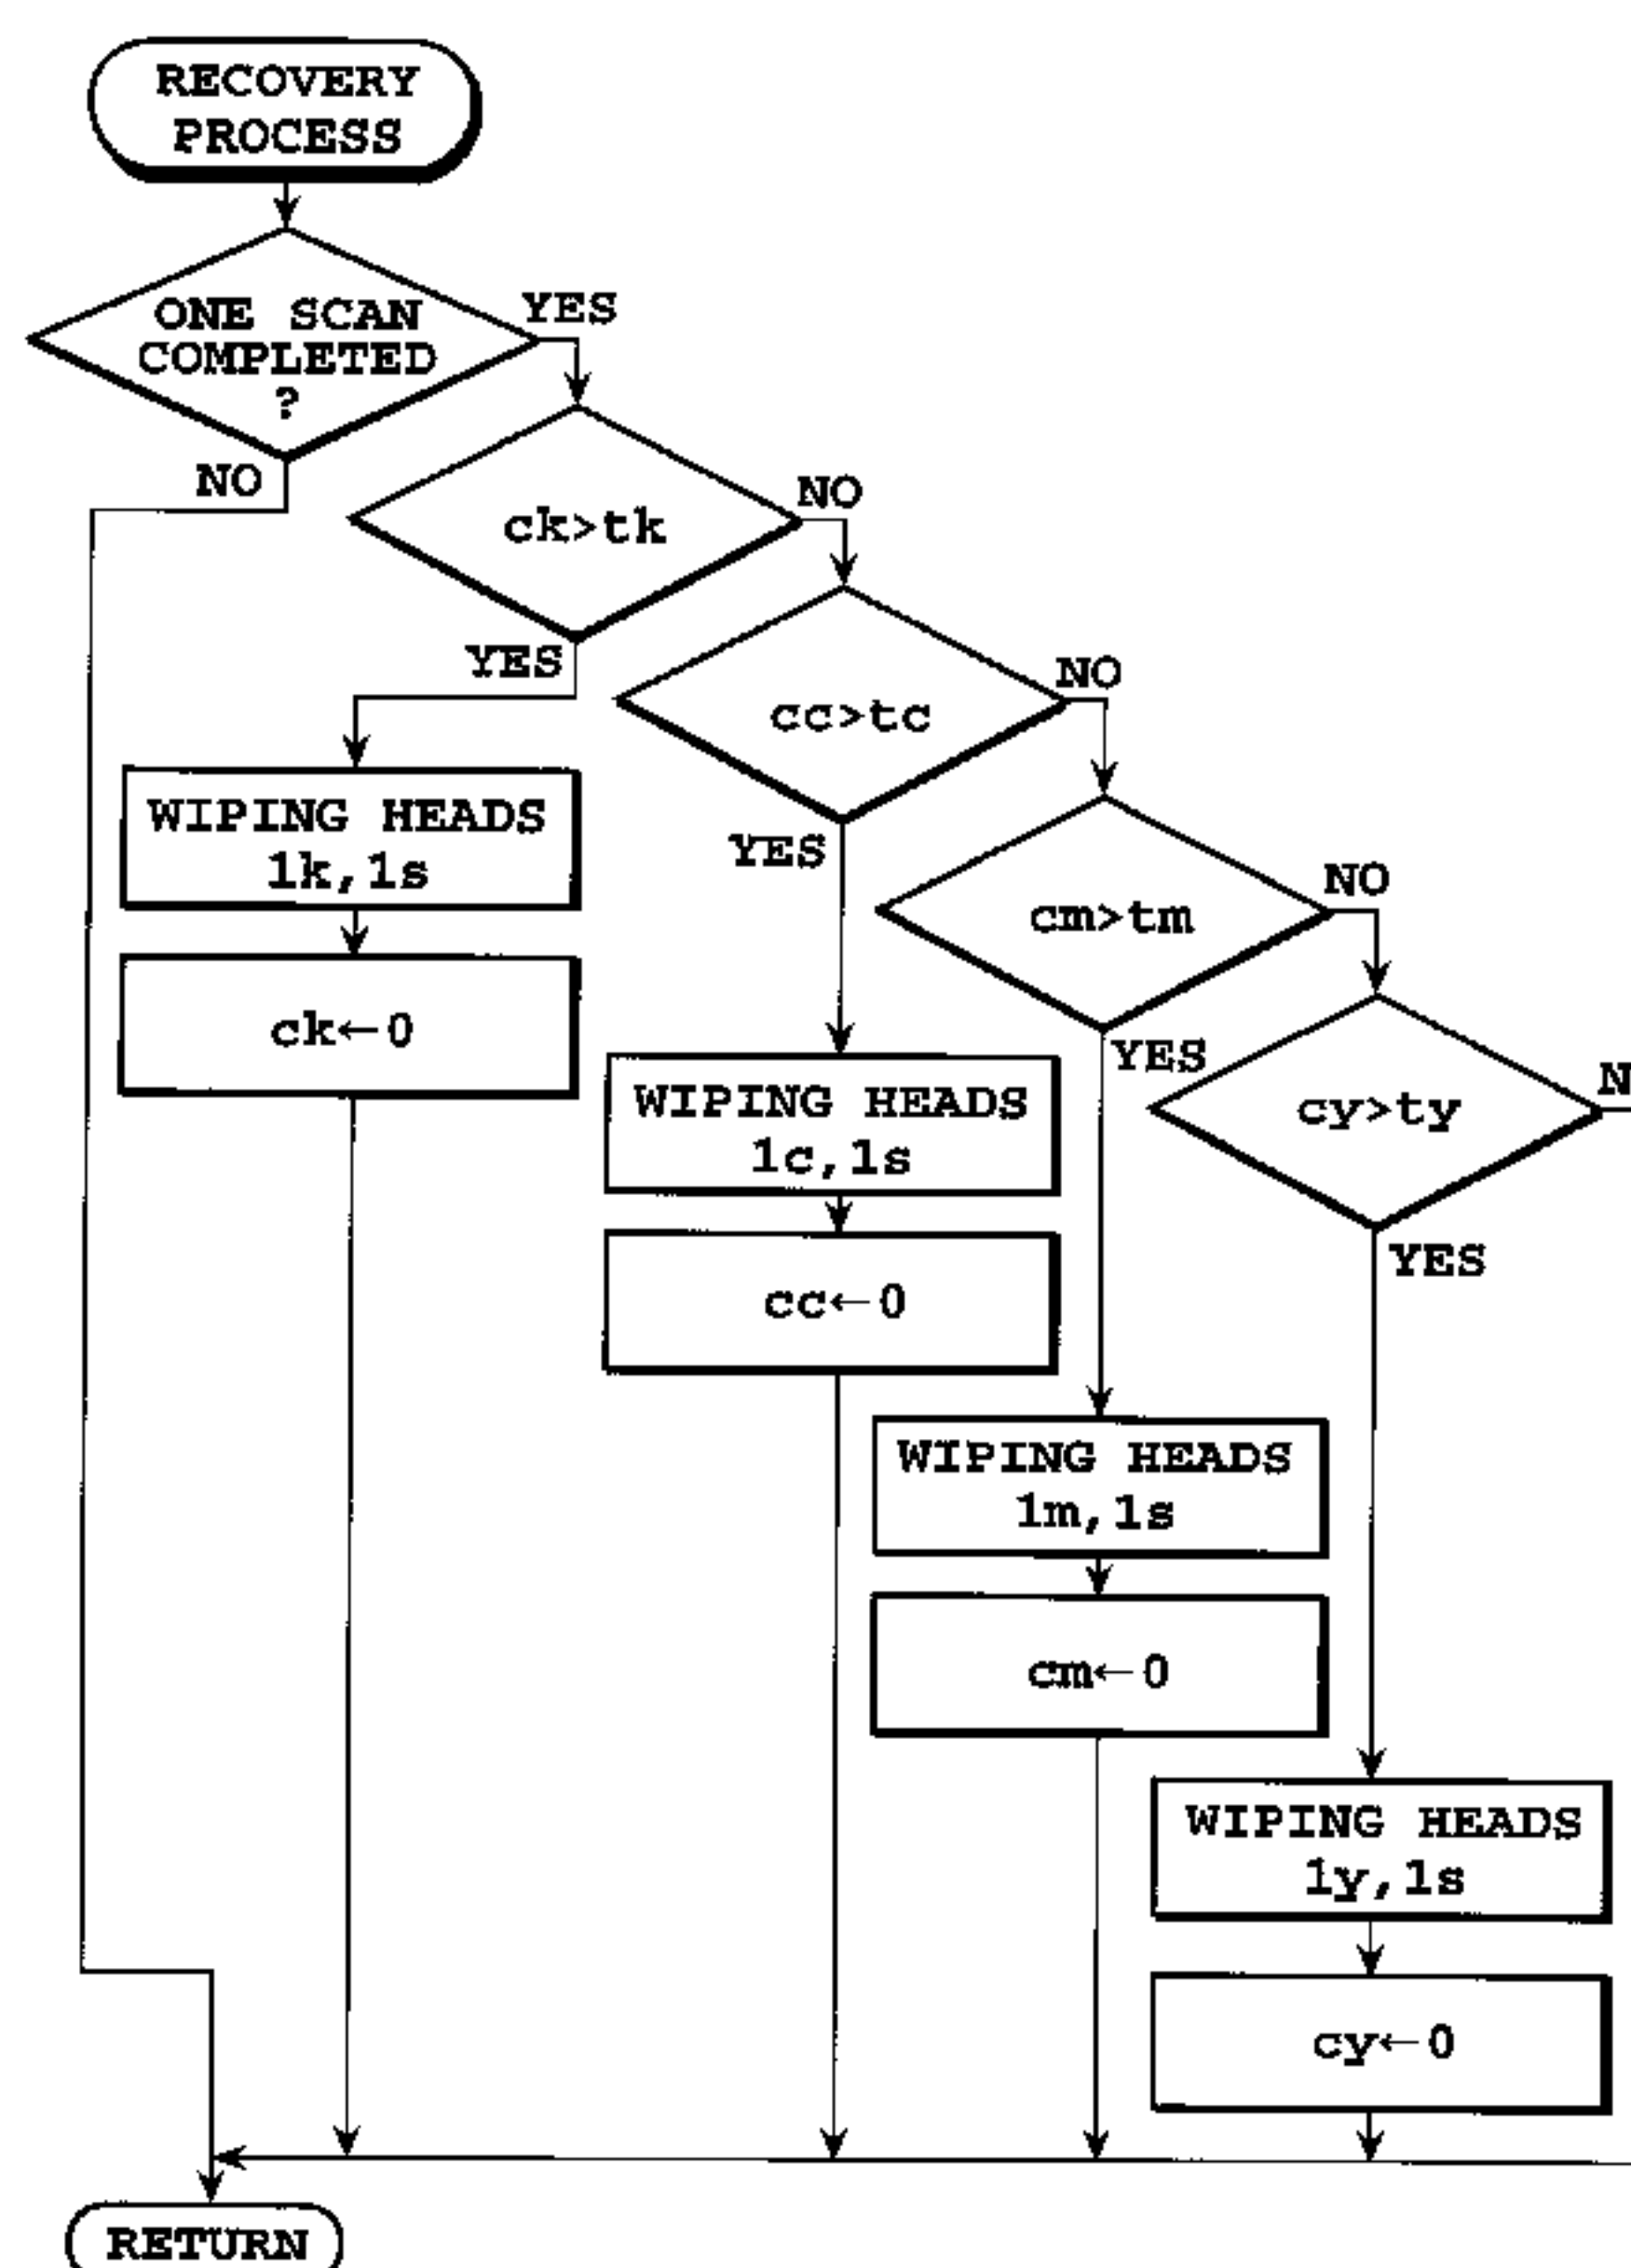 RECOVERY
PROCESS
ONE SCAN
COMPLETED
?
YES
NO
ck>tk
NO
YES
cc>tc
NO
YES
WIPING HEADS
1k,1s
ck←0
cm>tm
NO
YES
WIPING HEADS
1c,1s
cc←0
cy>ty
N
YES
WIPING HEADS
1m,1s
cm←0
WIPING HEADS
1y,1s
cy←0
RETURN